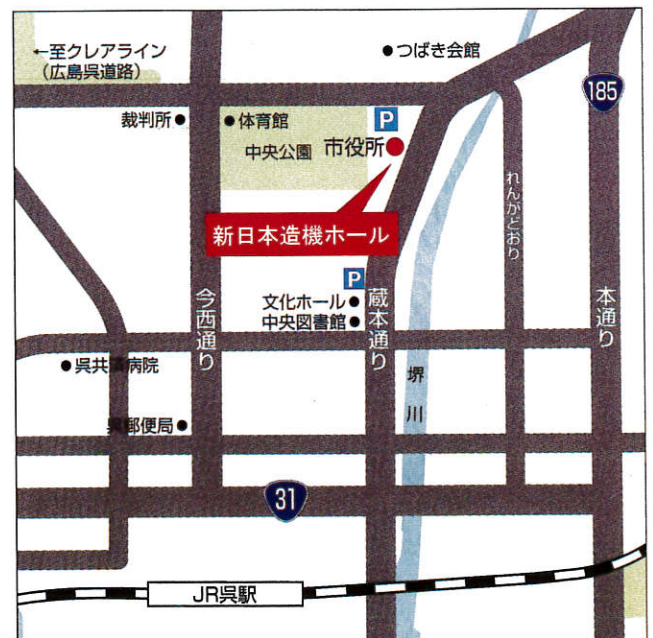 ←至クレアライン
（広島呉道路）
つばき会館
185
裁判所
体育館
P
中央公園
市役所
れんがどおり
新日本造機ホール
P
今西通り
文化ホール
蔵本通り
本通り
中央図書館
呉共済病院
堺川
呉郵便局
31
JR呉駅